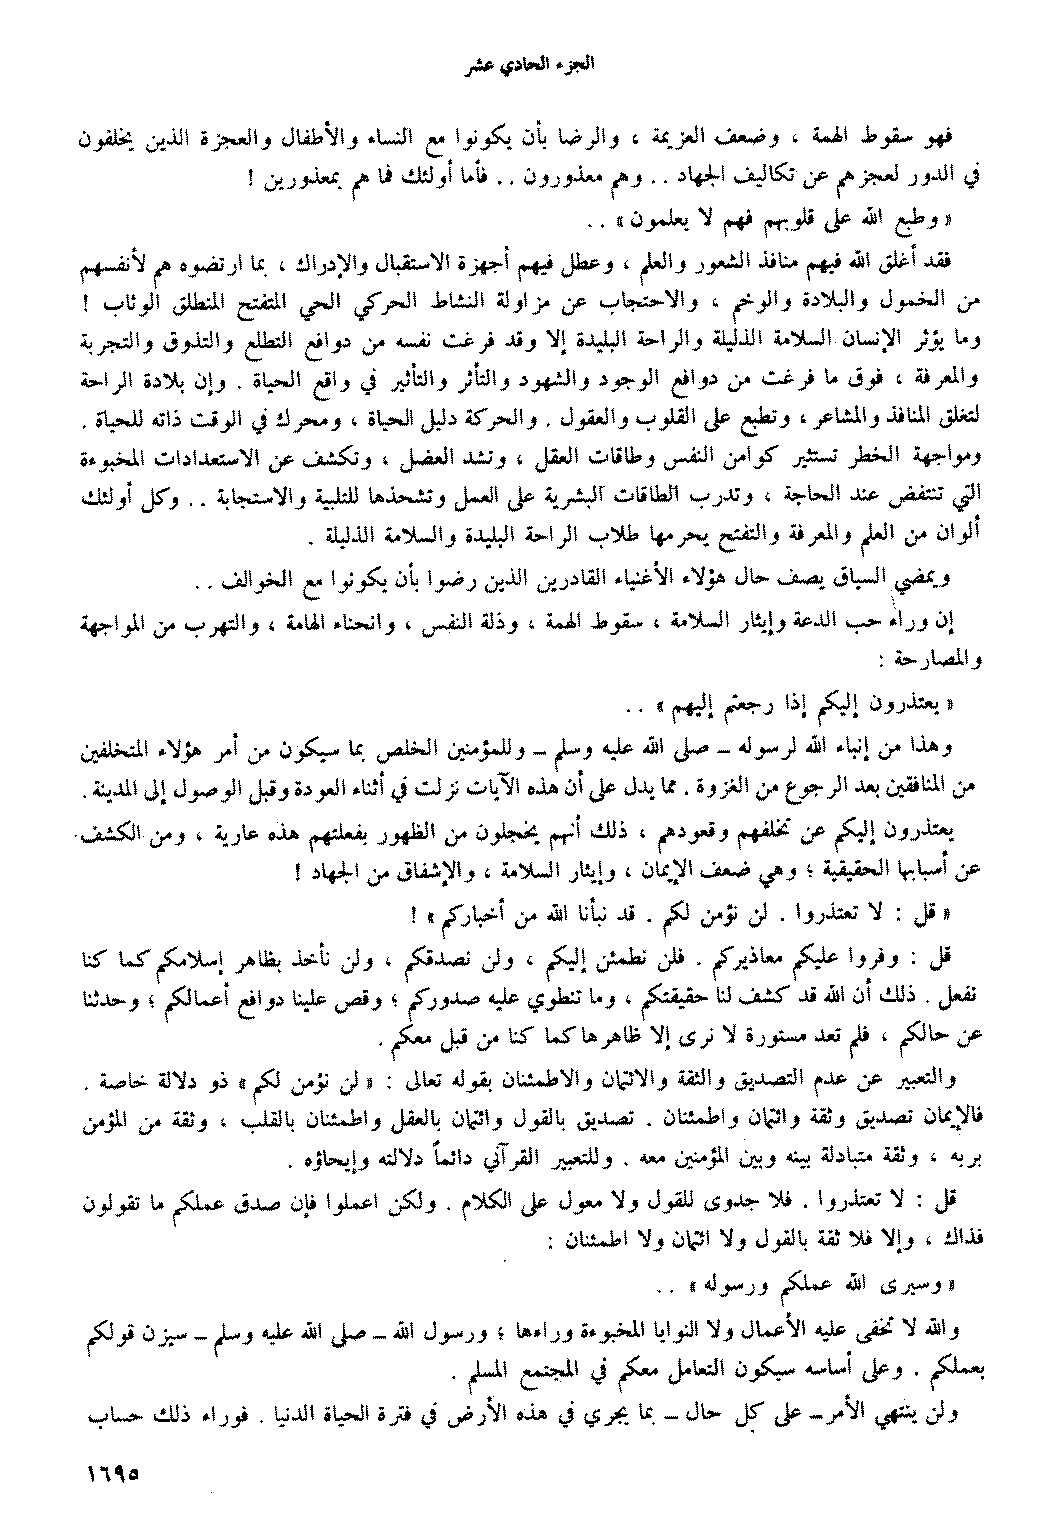 الجزء الحادي عشر
فهو سقوط الهمة ، وضعف العزيمة ، والرضا بأن يكونوا مع النساء والأطفال والعجزة الذين يخلفون
في الدور لعجزهم عن تكاليف الجهاد .. وهم معذورون .. فأما أولئك فما هم بمعذورين !
« وطبع الله على قلوبهم فهم لا يعلمون » ..
فقد أغلق الله فيهم منافذ الشعور والعلم ، وعطل فيهم أجهزة الاستقبال والإدراك ، بما ارتضوه هم لأنفسهم
من الخمول والبلادة والوخم ، والاحتجاب عن مزاولة النشاط الحركي الحي المتفتح المنطلق الوثاب !
وما يؤثر الإنسان السلامة الذليلة والراحة البليدة إلا وقد فرغت نفسه من دوافع التطلع والتذوق والتجربة
والمعرفة ، فوق ما فرغت من دوافع الوجود والشهود والتأثر والتأثير في واقع الحياة . وإن بلادة الراحة
لتغلق المنافذ والمشاعر ، وتطبع على القلوب والعقول . والحركة دليل الحياة ، ومحرك في الوقت ذاته للحياة .
ومواجهة الخطر تستثير كوامن النفس وطاقات العقل ، وتشد العضل ، وتكشف عن الاستعدادات المخبوءة
التي تنتفض عند الحاجة ، وتدرب الطاقات البشرية على العمل وتشحذها للتلبية والاستجابة .. وكل أولئك
ألوان من العلم والمعرفة والتفتح يحرمها طلاب الراحة البليدة والسلامة الذليلة .
ويمضي السياق يصف حال هؤلاء الأغنياء القادرين الذين رضوا بأن يكونوا مع الخوالف ..
إن وراء حب الدعة وإيثار السلامة ، سقوط الهمة ، وذلة النفس ، وانحناء الهامة ، والتهرب من المواجهة
والمصارحة :
« يعتذرون إليكم إذا رجعتم إليهم » ..
وهذا من إنباء الله لرسوله – صلى الله عليه وسلم – وللمؤمنين الخلص بما سيكون من أمر هؤلاء المتخلفين
من المنافقين بعد الرجوع من الغزوة . مما يدل على أن هذه الآيات نزلت في أثناء العودة وقبل الوصول إلى المدينة .
يعتذرون إليكم عن تخلفهم وقعودهم ، ذلك أنهم يخجلون من الظهور بفعلتهم هذه عارية ، ومن الكشف
عن أسبابها الحقيقية ؛ وهي ضعف الإيمان ، وإيثار السلامة ، والإشفاق من الجهاد !
« قل : لا تعتذروا . لن نؤمن لكم . قد نبأنا الله من أخباركم » !
قل : وفروا عليكم معاذيركم . فلن نطمئن إليكم ، ولن نصدقكم ، ولن نأخذ بظاهر إسلامكم كما كنا
نفعل . ذلك أن الله قد كشف لنا حقيقتكم ، وما تنطوي عليه صدوركم ؛ وقص علينا دوافع أعمالكم ؛ وحدثنا
عن حالكم ، فلم تعد مستورة لا نرى إلا ظاهرها كما كنا من قبل معكم .
والتعبير عن عدم التصديق والثقة والائتمان والاطمئنان بقوله تعالى : « لن نؤمن لكم » ذو دلالة خاصة .
فالإيمان تصديق وثقة وائتمان واطمئنان . تصديق بالقول وائتمان بالعقل واطمئنان بالقلب ، وثقة من المؤمن
بربه ، وثقة متبادلة بينه وبين المؤمنين معه . وللتعبير القرآني دائماً دلالته وإيحاؤه .
قل : لا تعتذروا . فلا جدوى للقول ولا معول على الكلام . ولكن اعملوا فإن صدق عملكم ما تقولون
فذاك ، وإلا فلا ثقة بالقول ولا ائتمان ولا اطمئنان :
« وسيرى الله عملكم ورسوله » ..
والله لا تخفى عليه الأعمال ولا النوايا المخبوءة وراءها ؛ ورسول الله – صلى الله عليه وسلم – سيزن قولكم
بعملكم . وعلى أساسه سيكون التعامل معكم في المجتمع المسلم .
ولن ينتهي الأمر – على كل حال – بما يجري في هذه الأرض في فترة الحياة الدنيا . فوراء ذلك حساب
١٦٩٥